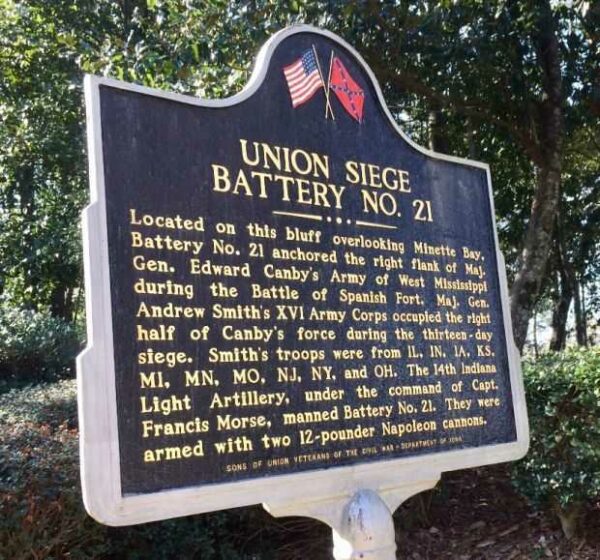 UNION SIEGE
BATTERY NO. 21
Located on this bluff overlooking Minette Bay,
Battery No. 21 anchored the right flank of Maj.
Gen. Edward Canby's Army of West Mississippi
during the Battle of Spanish Fort. Maj. Gen.
Andrew Smith's XVI Army Corps occupied the right
half of Canby's force during the thirteen-day
siege. Smith's troops were from IL, IN, IA, KS,
MI, MN, MO, NJ, NY, and OH. The 14th Indiana
Light Artillery, under the command of Capt.
Francis Morse, manned Battery No. 21. They were
armed with two 12-pounder Napoleon cannons.
SONS OF UNION VETERANS OF THE CIVIL WAR - DEPARTMENT OF IOWA